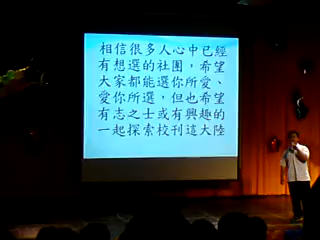 相信很多人心中已經
有想選的社團，希望
大家都能選你所愛、
愛你所選，但也希望
有志之士或有興趣的
一起探索校刊這大陸